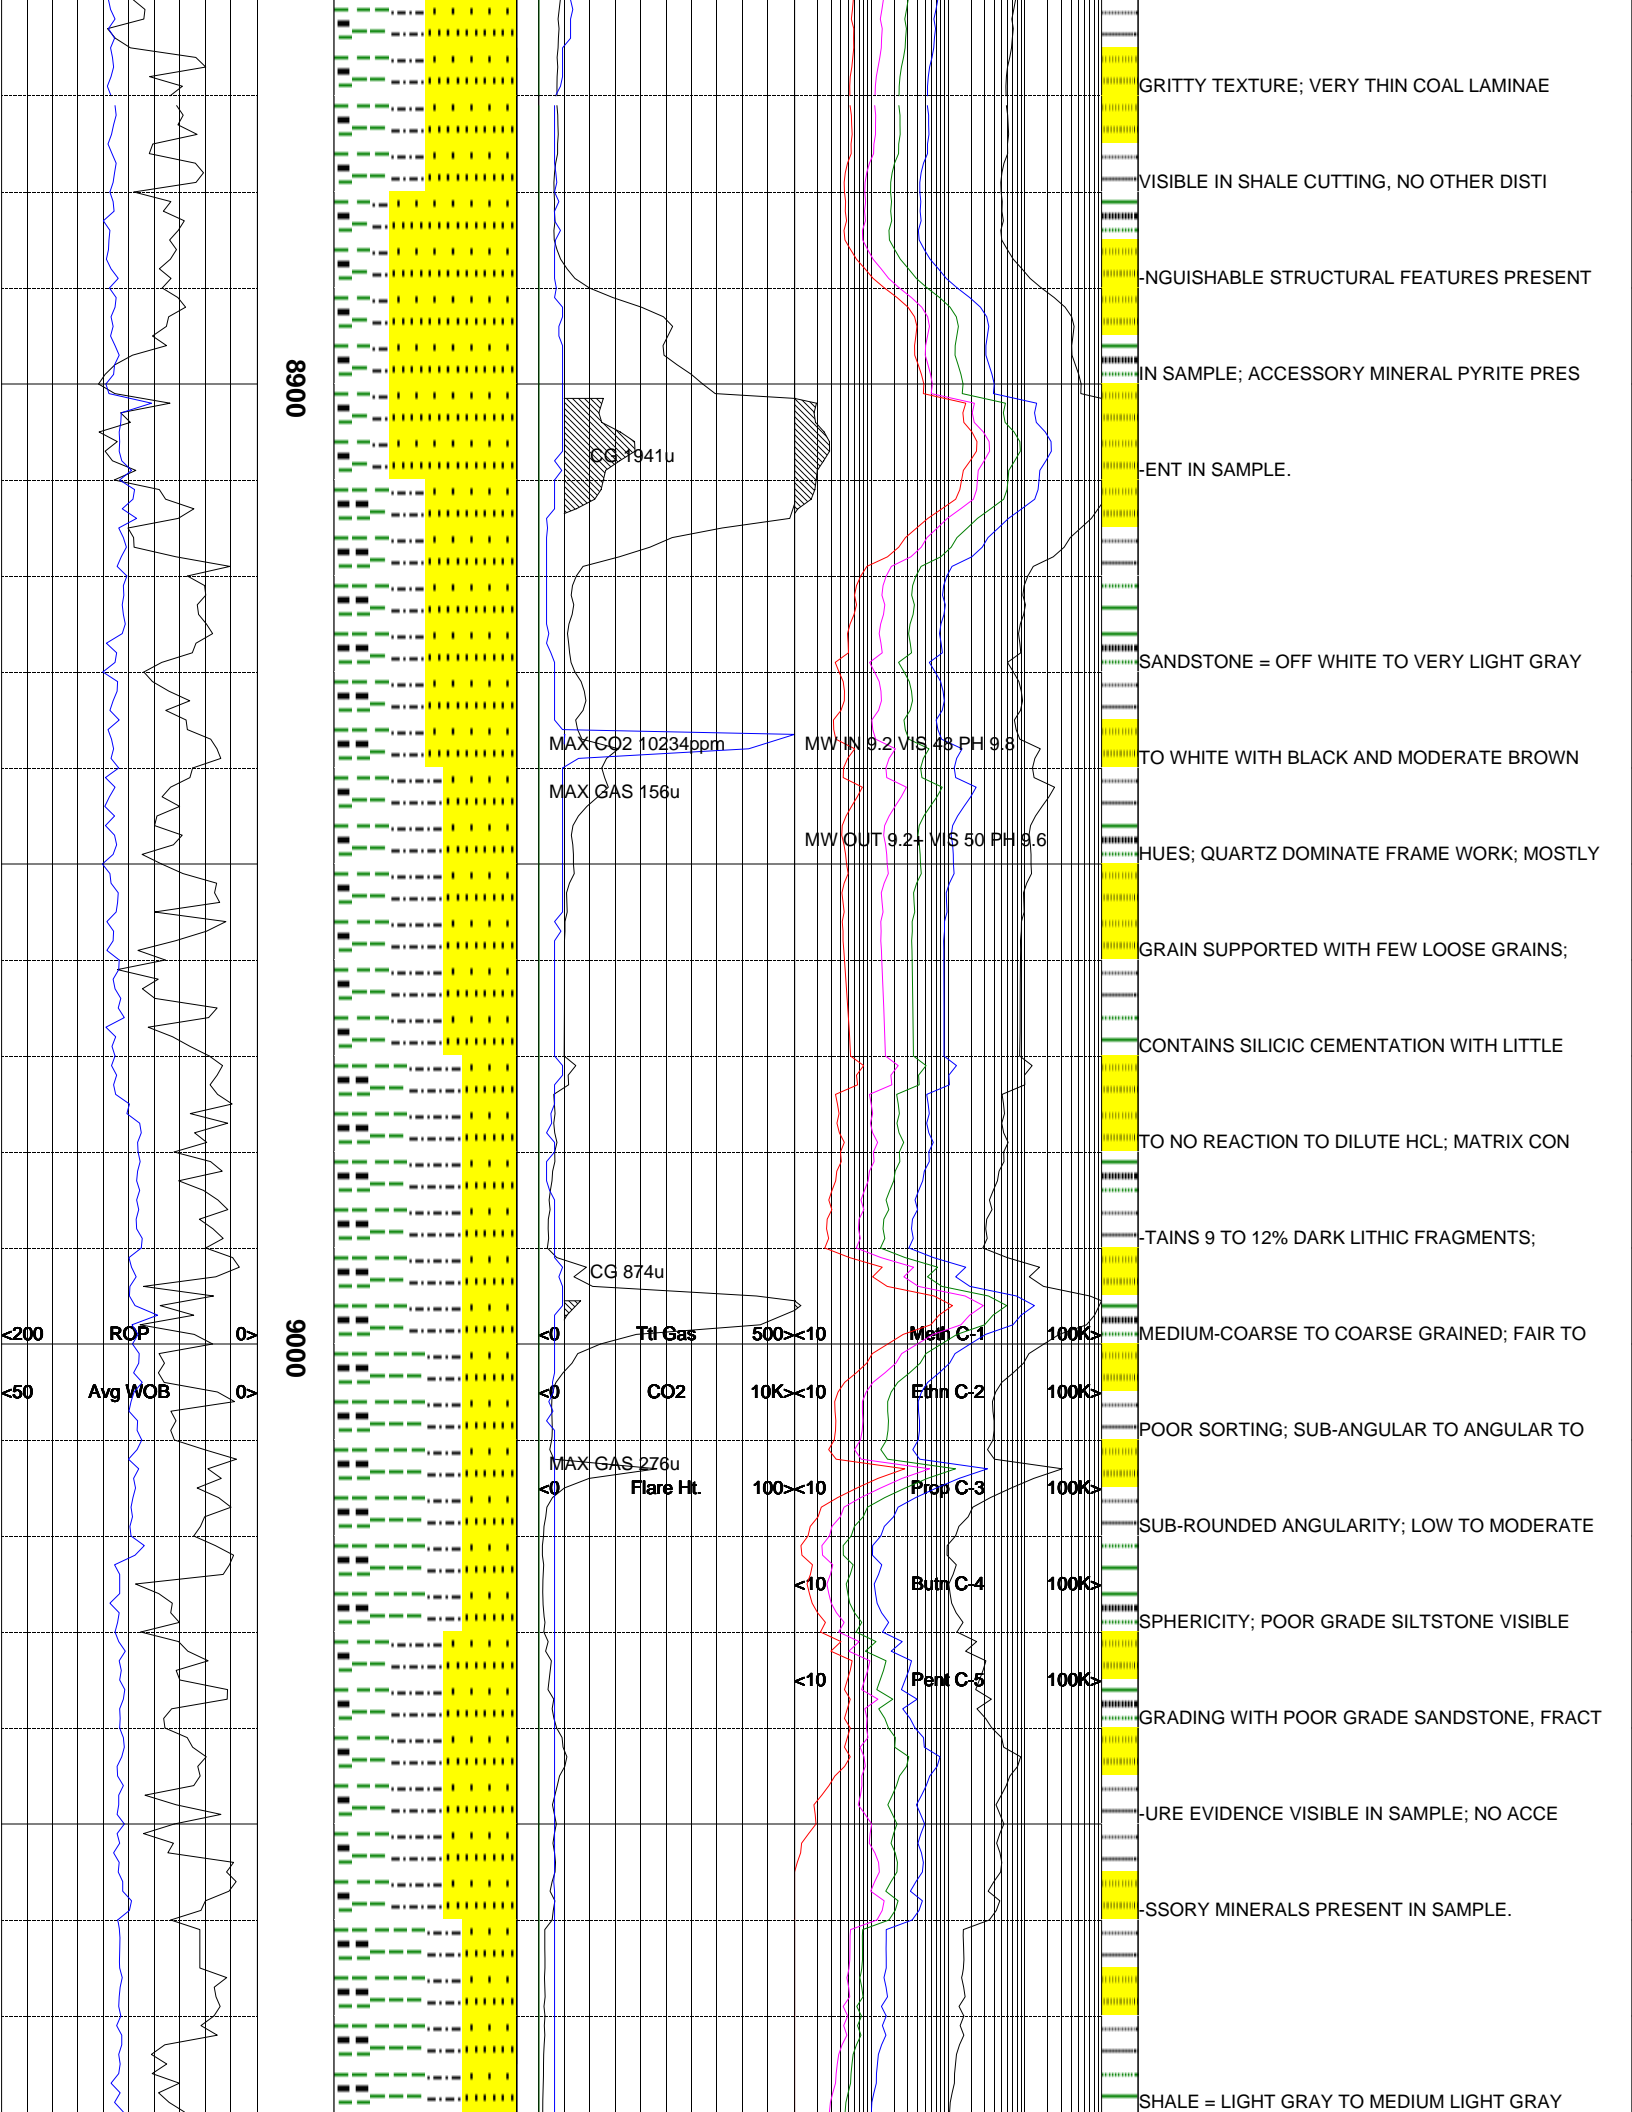 GRITTY TEXTURE; VERY THIN COAL LAMINAE
VISIBLE IN SHALE CUTTING, NO OTHER DISTI
-NGUISHABLE STRUCTURAL FEATURES PRESENT
IN SAMPLE; ACCESSORY MINERAL PYRITE PRES
8900
CG 1941u
-ENT IN SAMPLE.
SANDSTONE = OFF WHITE TO VERY LIGHT GRAY
MAX CO2 10234ppm
MW IN 9.2 VIS 48 PH 9.8
TO WHITE WITH BLACK AND MODERATE BROWN
MAX GAS 156u
MW OUT 9.2+ VIS 50 PH 9.6
HUES; QUARTZ DOMINATE FRAME WORK; MOSTLY
GRAIN SUPPORTED WITH FEW LOOSE GRAINS;
CONTAINS SILICIC CEMENTATION WITH LITTLE
TO NO REACTION TO DILUTE HCL; MATRIX CON
-TAINS 9 TO 12% DARK LITHIC FRAGMENTS;
CG 874u
<200 ROP 0>
9000
<0 Ttl Gas 500>
<10 Meth C-1 100K>
MEDIUM-COARSE TO COARSE GRAINED; FAIR TO
<50 Avg WOB 0>
<0 CO2 10K>
<10 Ethn C-2 100K>
POOR SORTING; SUB-ANGULAR TO ANGULAR TO
MAX GAS 276u
<0 Flare Ht. 100>
<10 Prop C-3 100K>
SUB-ROUNDED ANGULARITY; LOW TO MODERATE
<10 Butn C-4 100K>
SPHERICITY; POOR GRADE SILTSTONE VISIBLE
<10 Pent C-5 100K>
GRADING WITH POOR GRADE SANDSTONE, FRACT
-URE EVIDENCE VISIBLE IN SAMPLE; NO ACCE
-SSORY MINERALS PRESENT IN SAMPLE.
SHALE = LIGHT GRAY TO MEDIUM LIGHT GRAY